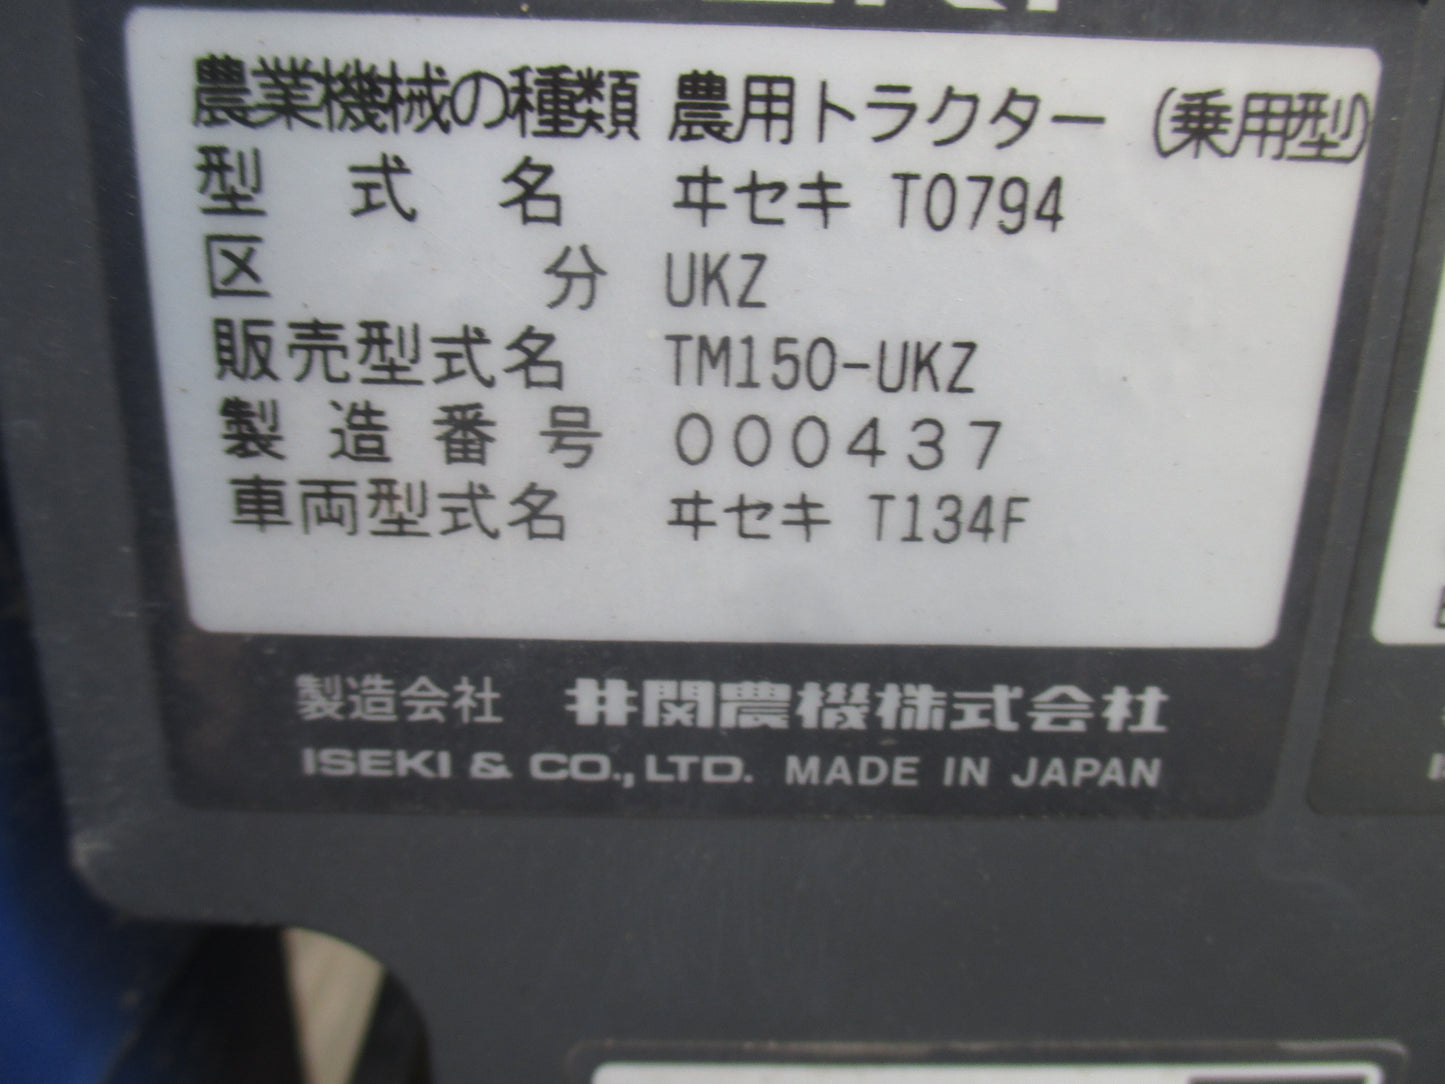 農業機械の種類 農用トラクター (乗用型)
型式名 ヰセキ T0794
区分 UKZ
販売型式名 TM150-UKZ
製造番号 000437
車両型式名 ヰセキ T134F
製造会社 井関農機株式会社
ISEKI & CO., LTD. MADE IN JAPAN